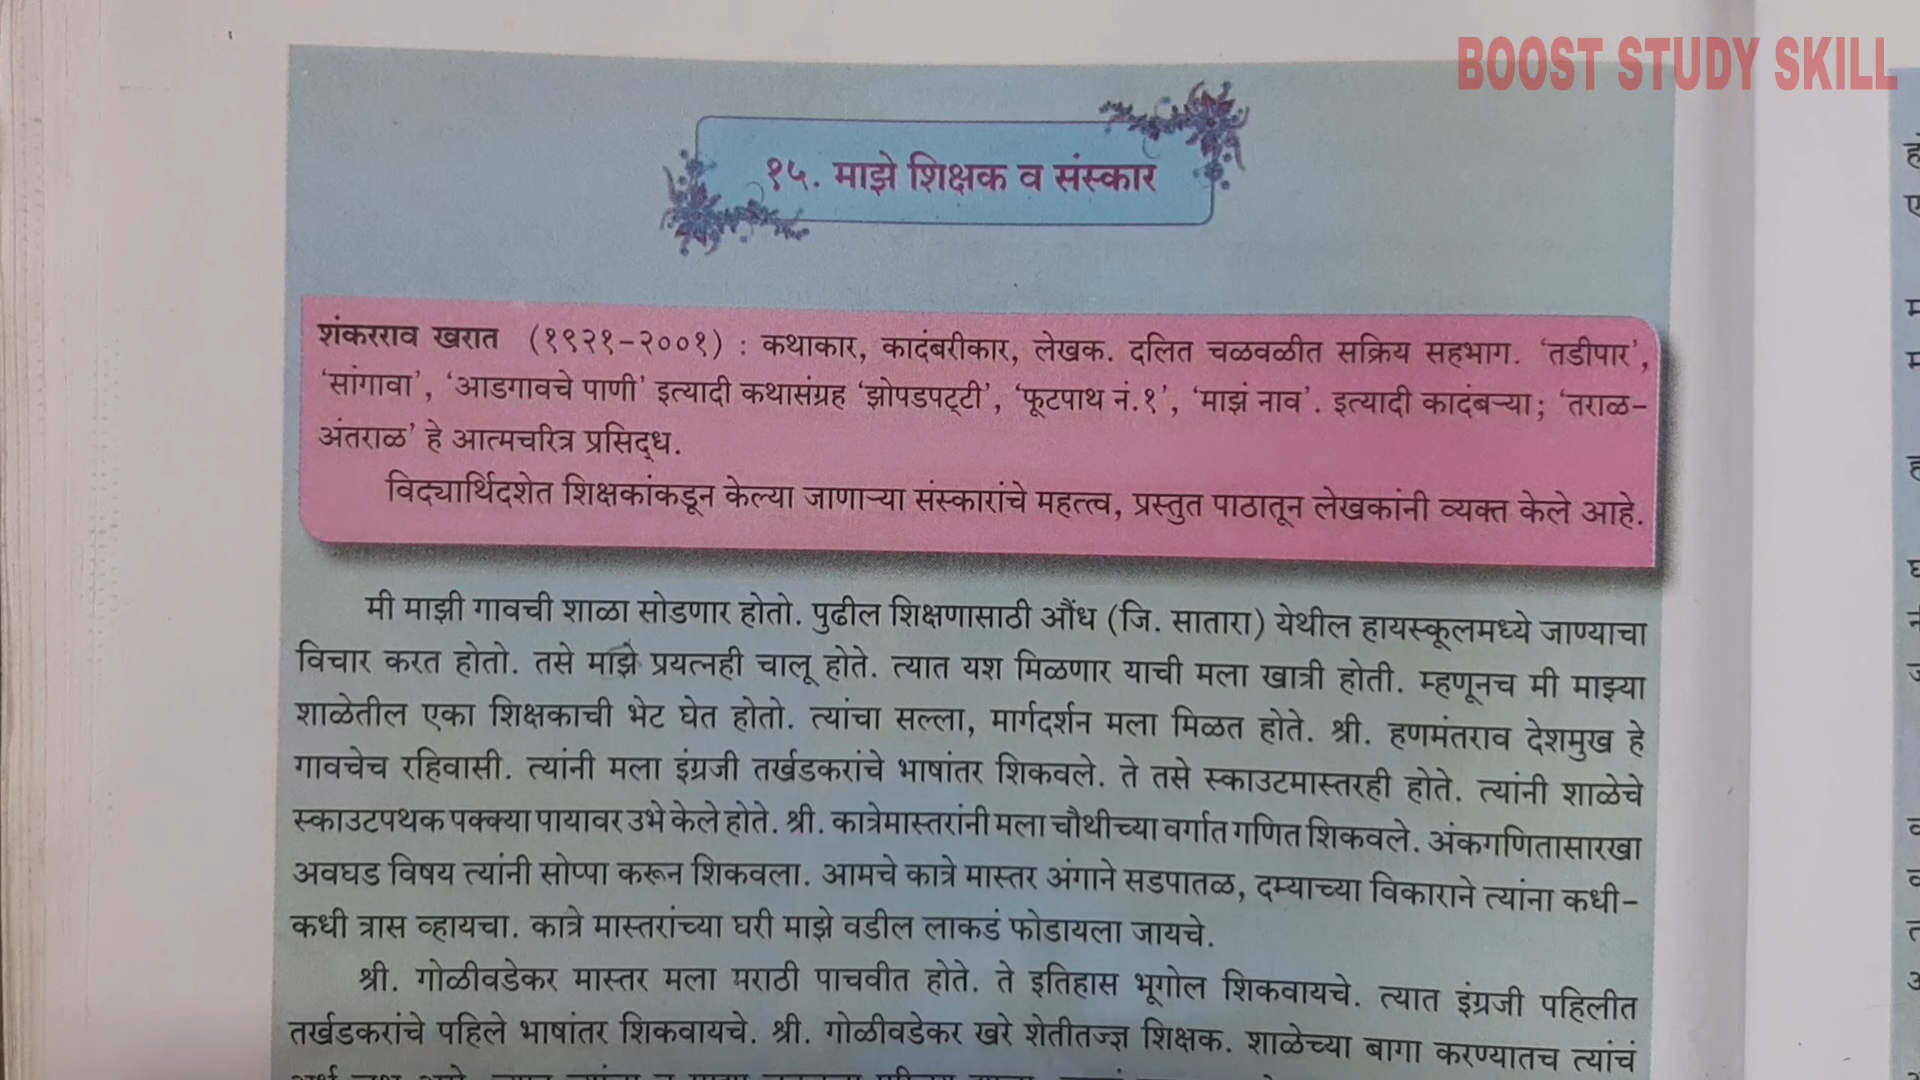 BOOST STUDY SKILL
१५. माझे शिक्षक व संस्कार
शंकरराव खरात (१९२१-२००१) : कथाकार, कादंबरीकार, लेखक. दलित चळवळीत सक्रिय सहभाग. ‘तडीपार’,
‘सांगावा’, ‘आडगावचे पाणी’ इत्यादी कथासंग्रह ‘झोपडपट्टी’, ‘फूटपाथ नं.१’, ‘माझं नाव’. इत्यादी कादंबऱ्या; ‘तराळ-
अंतराळ’ हे आत्मचरित्र प्रसिद्ध.
विद्यार्थिदशेत शिक्षकांकडून केल्या जाणाऱ्या संस्कारांचे महत्त्व, प्रस्तुत पाठातून लेखकांनी व्यक्त केले आहे.
मी माझी गावची शाळा सोडणार होतो. पुढील शिक्षणासाठी औंध (जि. सातारा) येथील हायस्कूलमध्ये जाण्याचा
विचार करत होतो. तसे माझे प्रयत्नही चालू होते. त्यात यश मिळणार याची मला खात्री होती. म्हणूनच मी माझ्या
शाळेतील एका शिक्षकाची भेट घेत होतो. त्यांचा सल्ला, मार्गदर्शन मला मिळत होते. श्री. हणमंतराव देशमुख हे
गावचेच रहिवासी. त्यांनी मला इंग्रजी तर्खडकरांचे भाषांतर शिकवले. ते तसे स्काउटमास्तरही होते. त्यांनी शाळेचे
स्काउटपथक पक्क्या पायावर उभे केले होते. श्री. कात्रेमास्तरांनी मला चौथीच्या वर्गात गणित शिकवले. अंकगणितासारखा
अवघड विषय त्यांनी सोप्पा करून शिकवला. आमचे कात्रे मास्तर अंगाने सडपातळ, दम्याच्या विकाराने त्यांना कधी-
कधी त्रास व्हायचा. कात्रे मास्तरांच्या घरी माझे वडील लाकडं फोडायला जायचे.
श्री. गोळीवडेकर मास्तर मला मराठी पाचवीत होते. ते इतिहास भूगोल शिकवायचे. त्यात इंग्रजी पहिलीत
तर्खडकरांचे पहिले भाषांतर शिकवायचे. श्री. गोळीवडेकर खरे शेतीतज्ज्ञ शिक्षक. शाळेच्या बागा करण्यातच त्यांचं